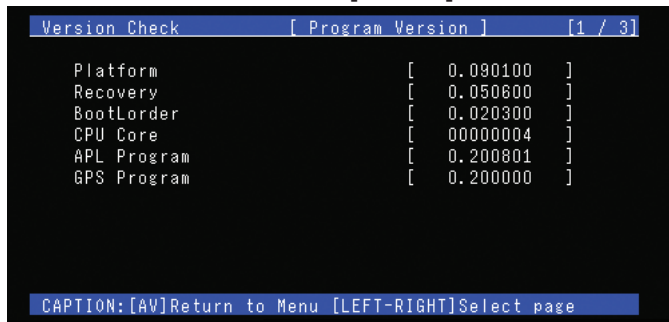 Version Check [ Program Version ] [1 / 3]
Platform [ 0.090100 ]
Recovery [ 0.050600 ]
BootLorder [ 0.020300 ]
CPU Core [ 00000004 ]
APL Program [ 0.200801 ]
GPS Program [ 0.200000 ]
CAPTION:[AV]Return to Menu [LEFT-RIGHT]Select page